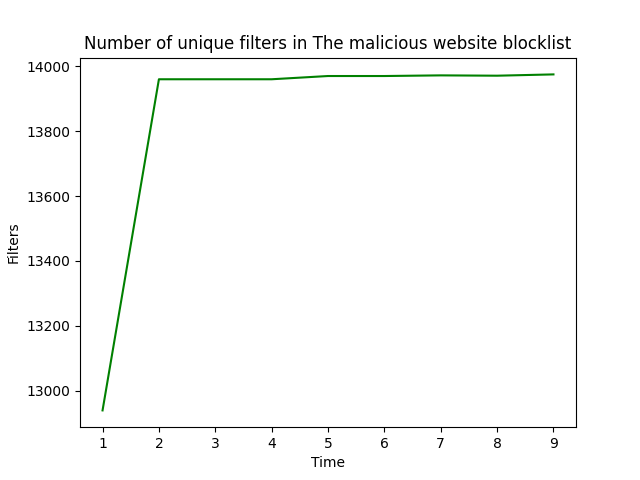 Number of unique filters in The malicious website blocklist
14000
13800
13600
13400
13200
13000
Filters
1 2 3 4 5 6 7 8 9
Time